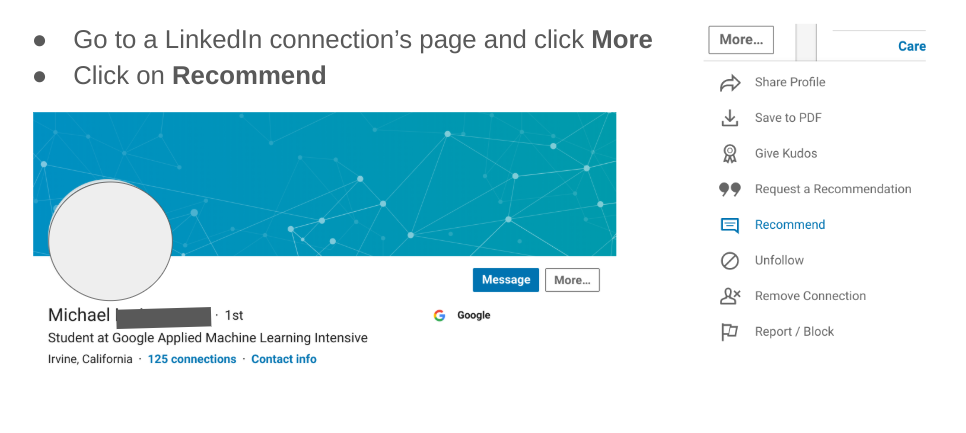 ● Go to a LinkedIn connection’s page and click More
● Click on Recommend
Message
More...
Michael
· 1st
Google
Student at Google Applied Machine Learning Intensive
Irvine, California · 125 connections · Contact info
More...
Care
Share Profile
Save to PDF
Give Kudos
Request a Recommendation
Recommend
Unfollow
Remove Connection
Report / Block